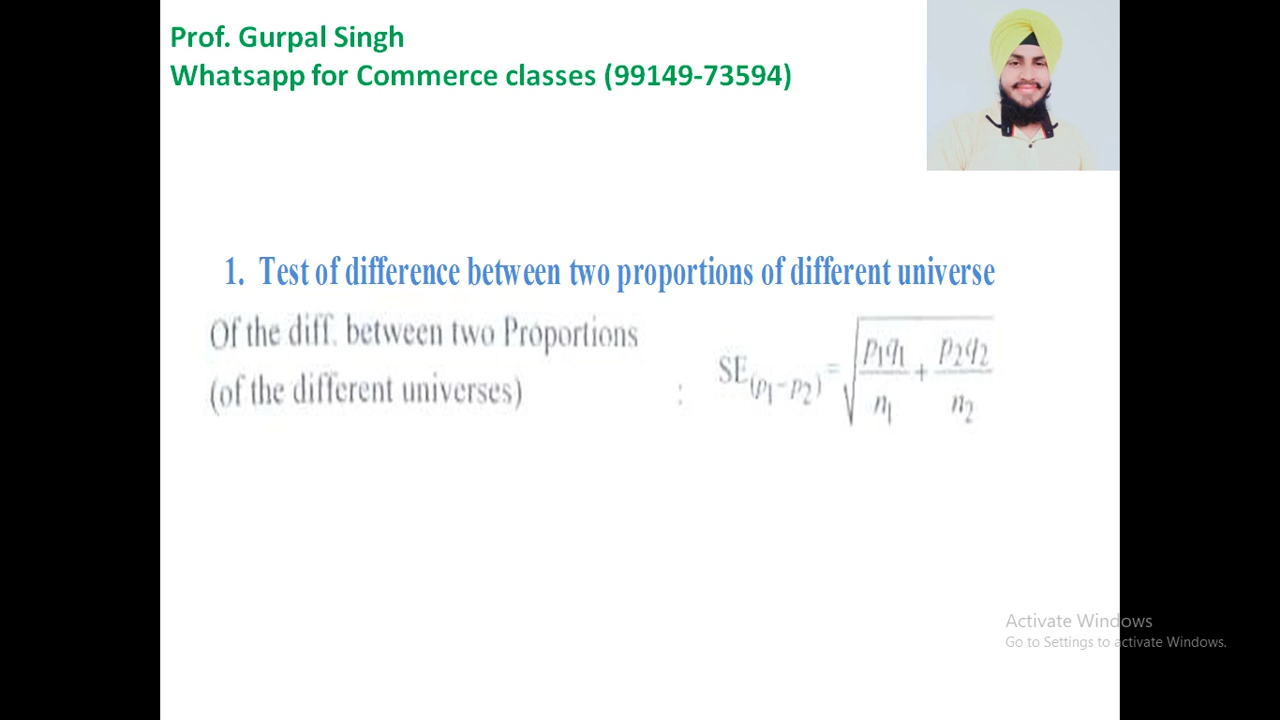 Prof. Gurpal Singh
Whatsapp for Commerce classes (99149-73594)
1. Test of difference between two proportions of different universe
Of the diff. between two Proportions
(of the different universes) : SE(p₁−p₂) = √(p₁q₁/n₁ + p₂q₂/n₂)
Activate Windows
Go to Settings to activate Windows.